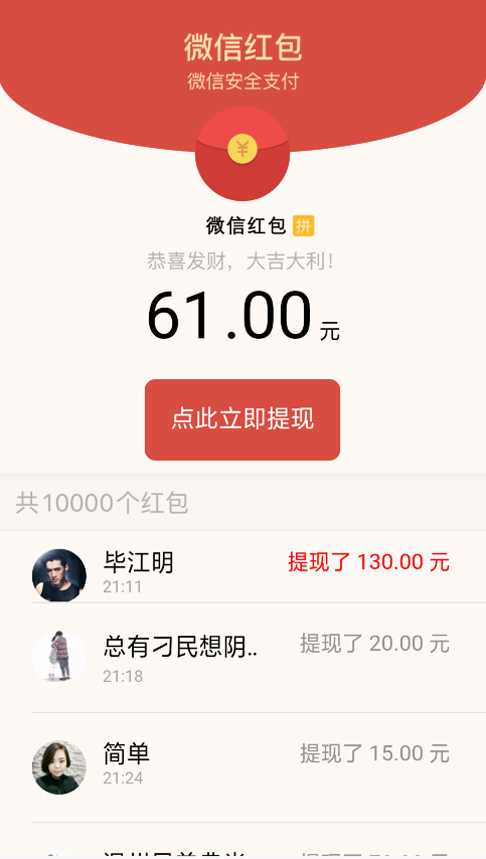 微信红包
微信安全支付
¥
微信红包 拼
恭喜发财，大吉大利！
61.00 元
点此立即提现
共10000个红包
毕江明
提现了 130.00 元
21:11
总有刁民想阴..
提现了 20.00 元
21:18
简单
提现了 15.00 元
21:24